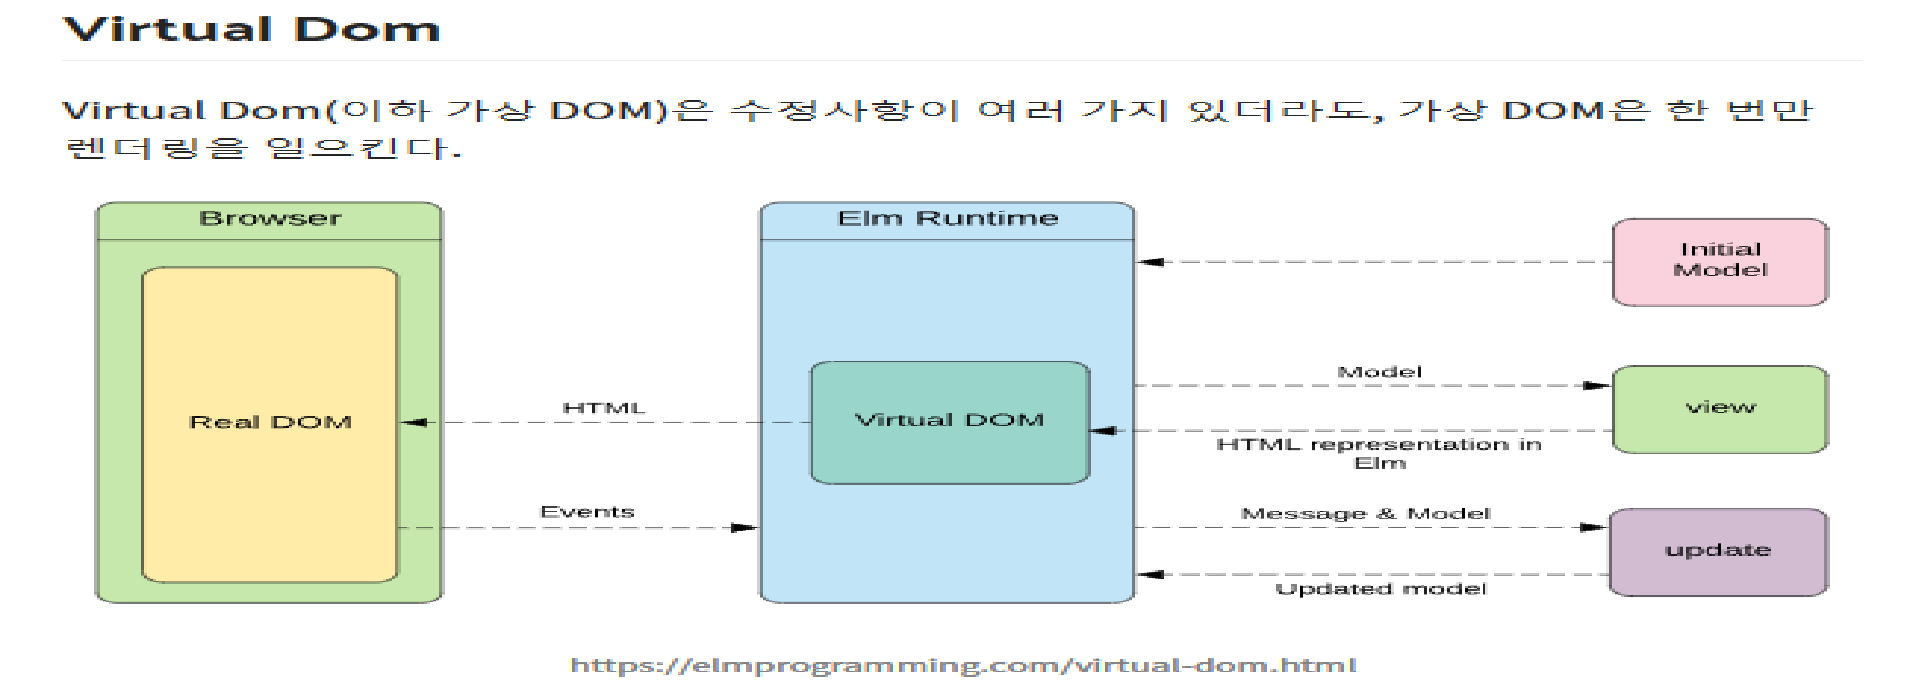 Virtual Dom
Virtual Dom(이하 가상 DOM)은 수정사항이 여러 가지 있더라도, 가상 DOM은 한 번만
렌더링을 일으킨다.
Browser
Elm Runtime
Initial
Model
Model
HTML
Real DOM
Virtual DOM
view
HTML representation in
Elm
Events
Message & Model
update
Updated model
https://elmprogramming.com/virtual-dom.html